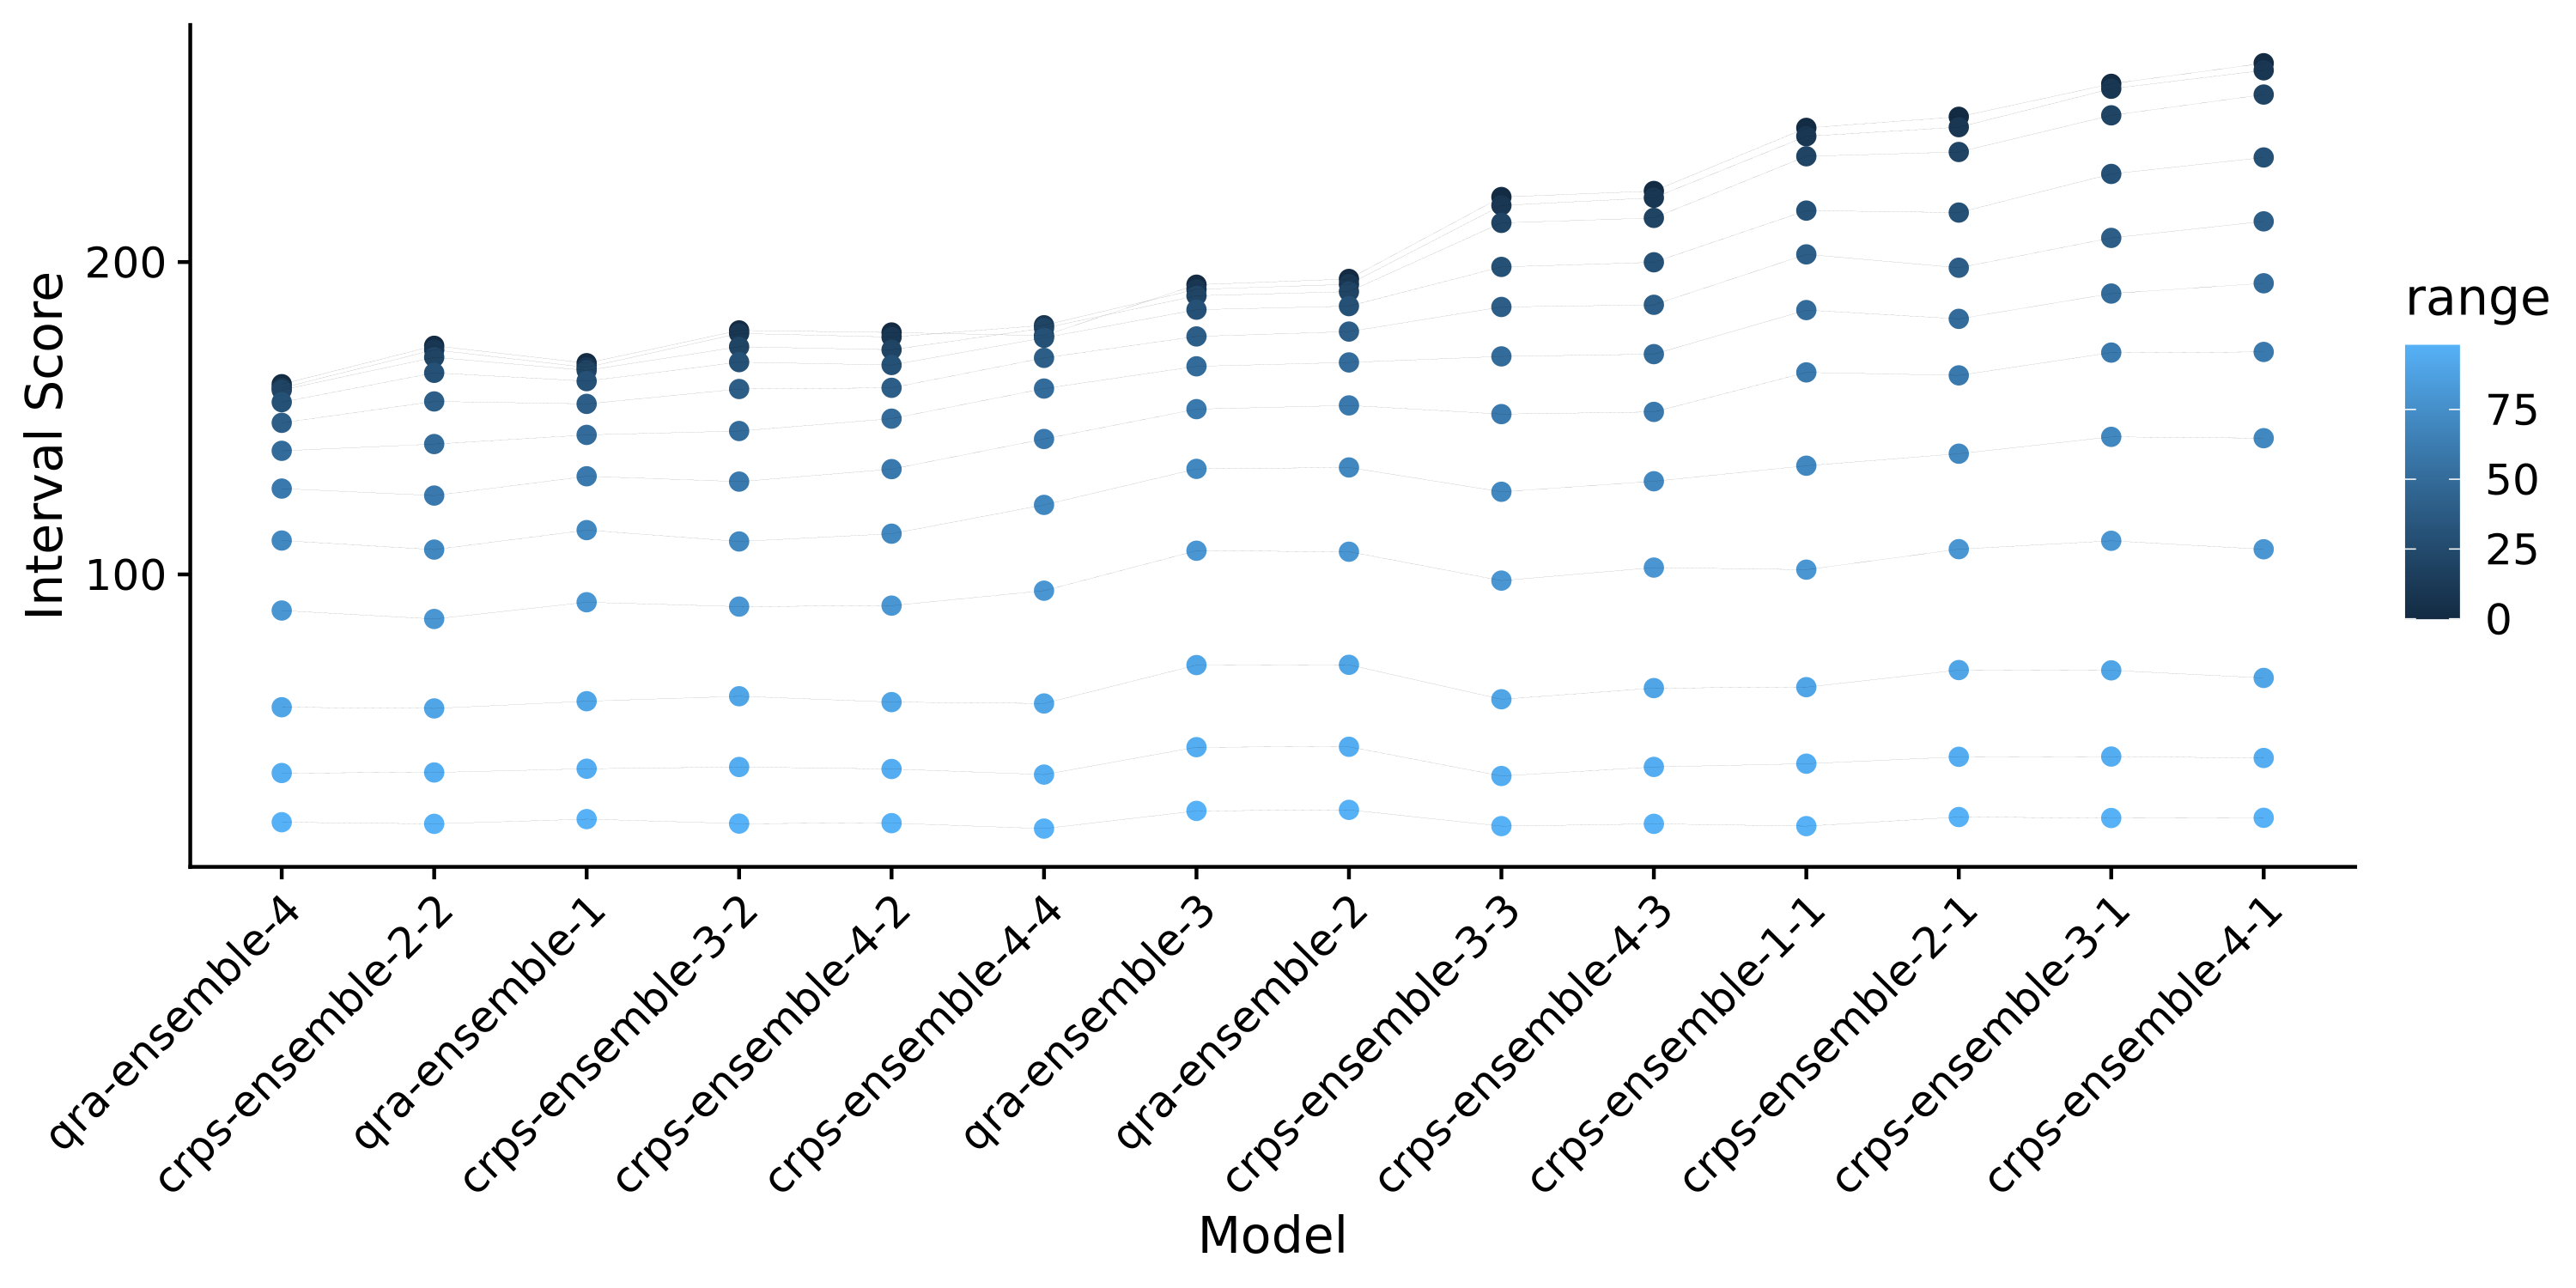 Interval Score
200
100
qra-ensemble-4
crps-ensemble-2-2
qra-ensemble-1
crps-ensemble-3-2
crps-ensemble-4-2
crps-ensemble-4-4
qra-ensemble-3
qra-ensemble-2
crps-ensemble-3-3
crps-ensemble-4-3
crps-ensemble-1-1
crps-ensemble-2-1
crps-ensemble-3-1
crps-ensemble-4-1
Model
range
75
50
25
0